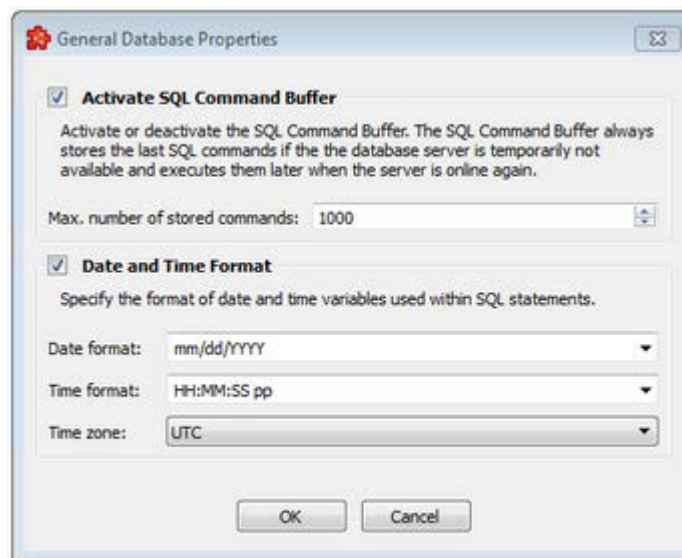 General Database Properties
Activate SQL Command Buffer
Activate or deactivate the SQL Command Buffer. The SQL Command Buffer always
stores the last SQL commands if the the database server is temporarily not
available and executes them later when the server is online again.
Max. number of stored commands: 1000
Date and Time Format
Specify the format of date and time variables used within SQL statements.
Date format: mm/dd/YYYY
Time format: HH:MM:SS pp
Time zone: UTC
OK Cancel